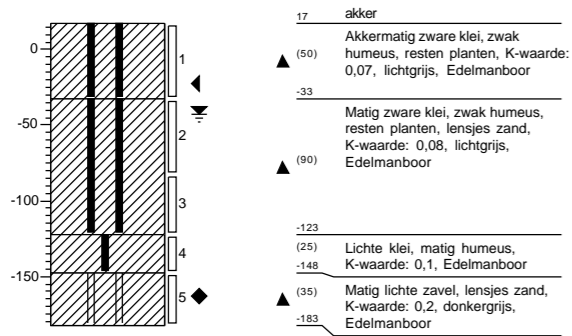 17 akker
0
1
(50) Akkermatig zware klei, zwak
humeus, resten planten, K-waarde:
0,07, lichtgrijs, Edelmanboor
-33
-50
2
Matig zware klei, zwak humeus,
resten planten, lensjes zand,
K-waarde: 0,08, lichtgrijs,
(90) Edelmanboor
-100
3
-123
4
(25) Lichte klei, matig humeus,
K-waarde: 0,1, Edelmanboor
-148
-150
5
(35) Matig lichte zavel, lensjes zand,
K-waarde: 0,2, donkergrijs,
-183 Edelmanboor